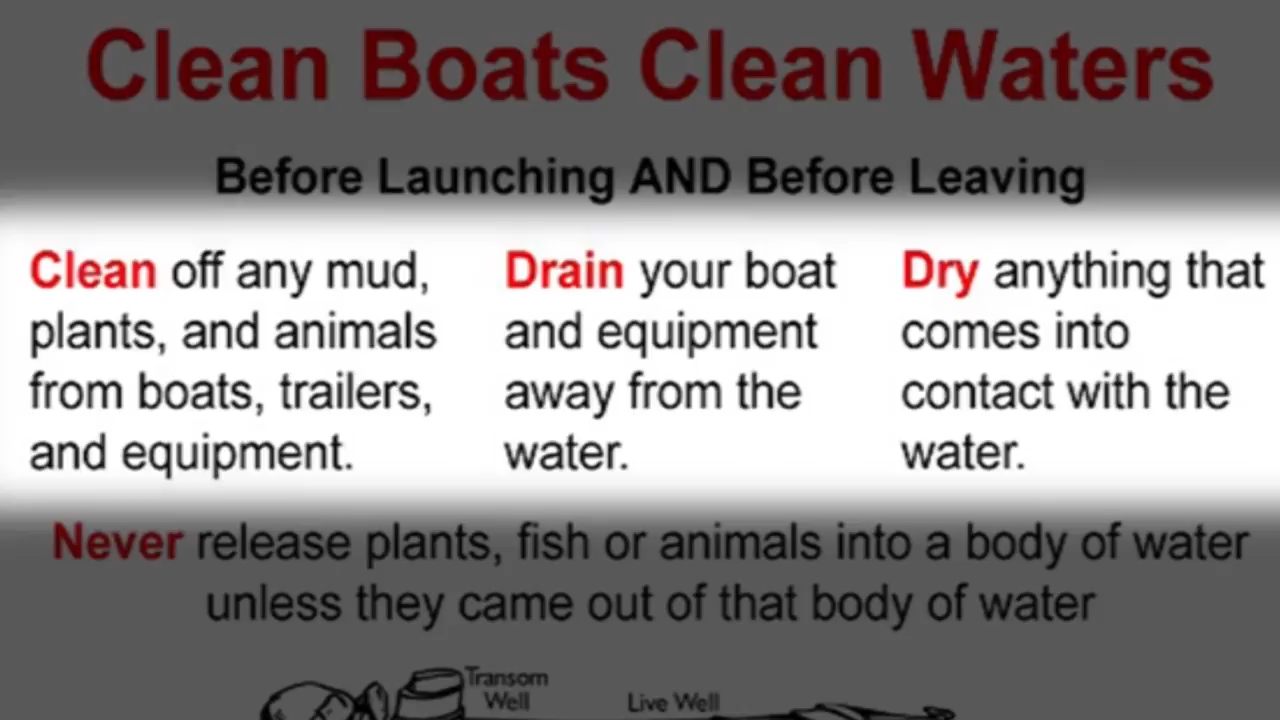 Clean Boats Clean Waters
Before Launching AND Before Leaving
Clean off any mud,
plants, and animals
from boats, trailers,
and equipment.
Drain your boat
and equipment
away from the
water.
Dry anything that
comes into
contact with the
water.
Never release plants, fish or animals into a body of water
unless they came out of that body of water
Transom
Well
Live Well